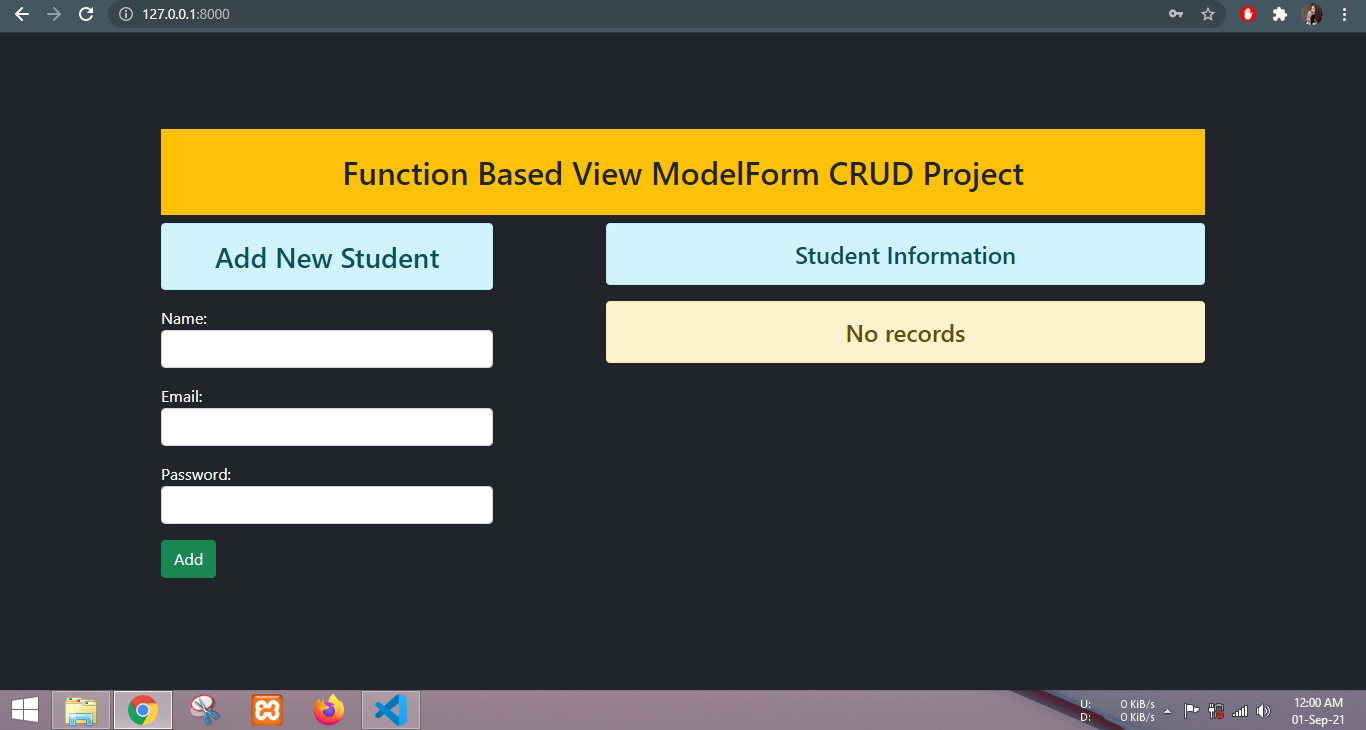 127.0.0.1:8000
Function Based View ModelForm CRUD Project
Add New Student
Student Information
Name:
No records
Email:
Password:
Add
U: 0 KiB/s
D: 0 KiB/s
12:00 AM
01-Sep-21